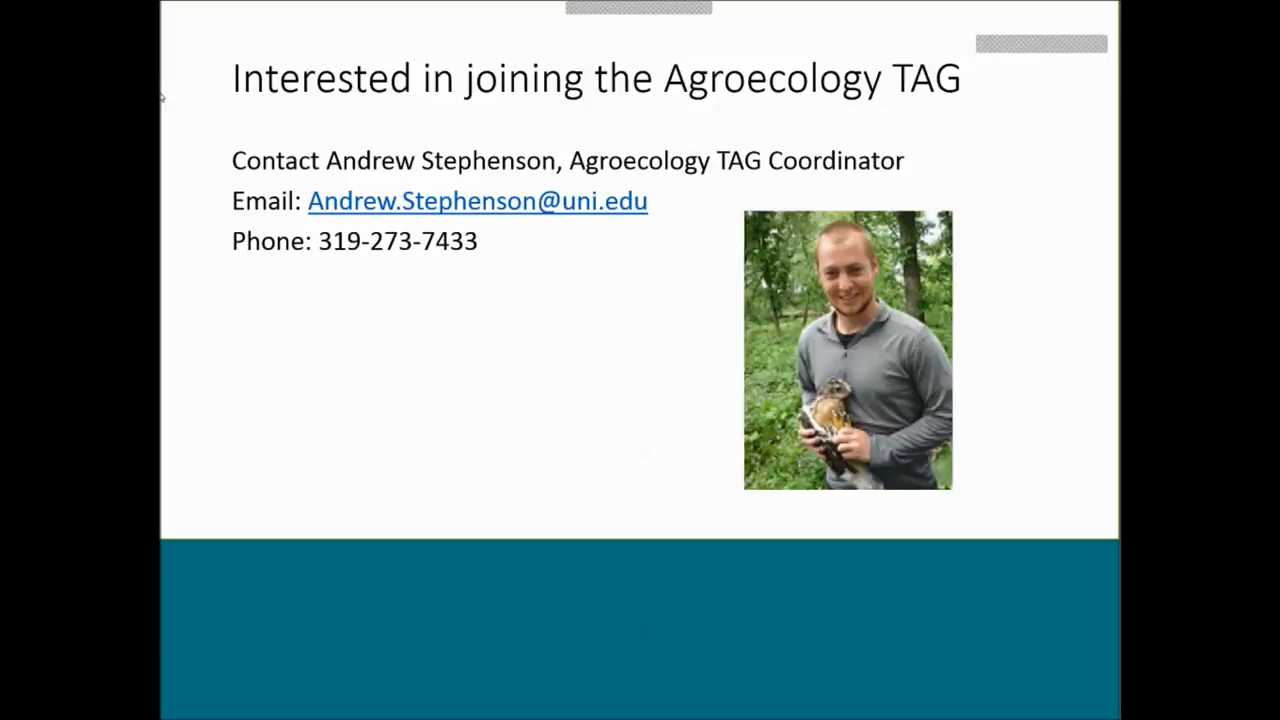 Interested in joining the Agroecology TAG
Contact Andrew Stephenson, Agroecology TAG Coordinator
Email: Andrew.Stephenson@uni.edu
Phone: 319-273-7433